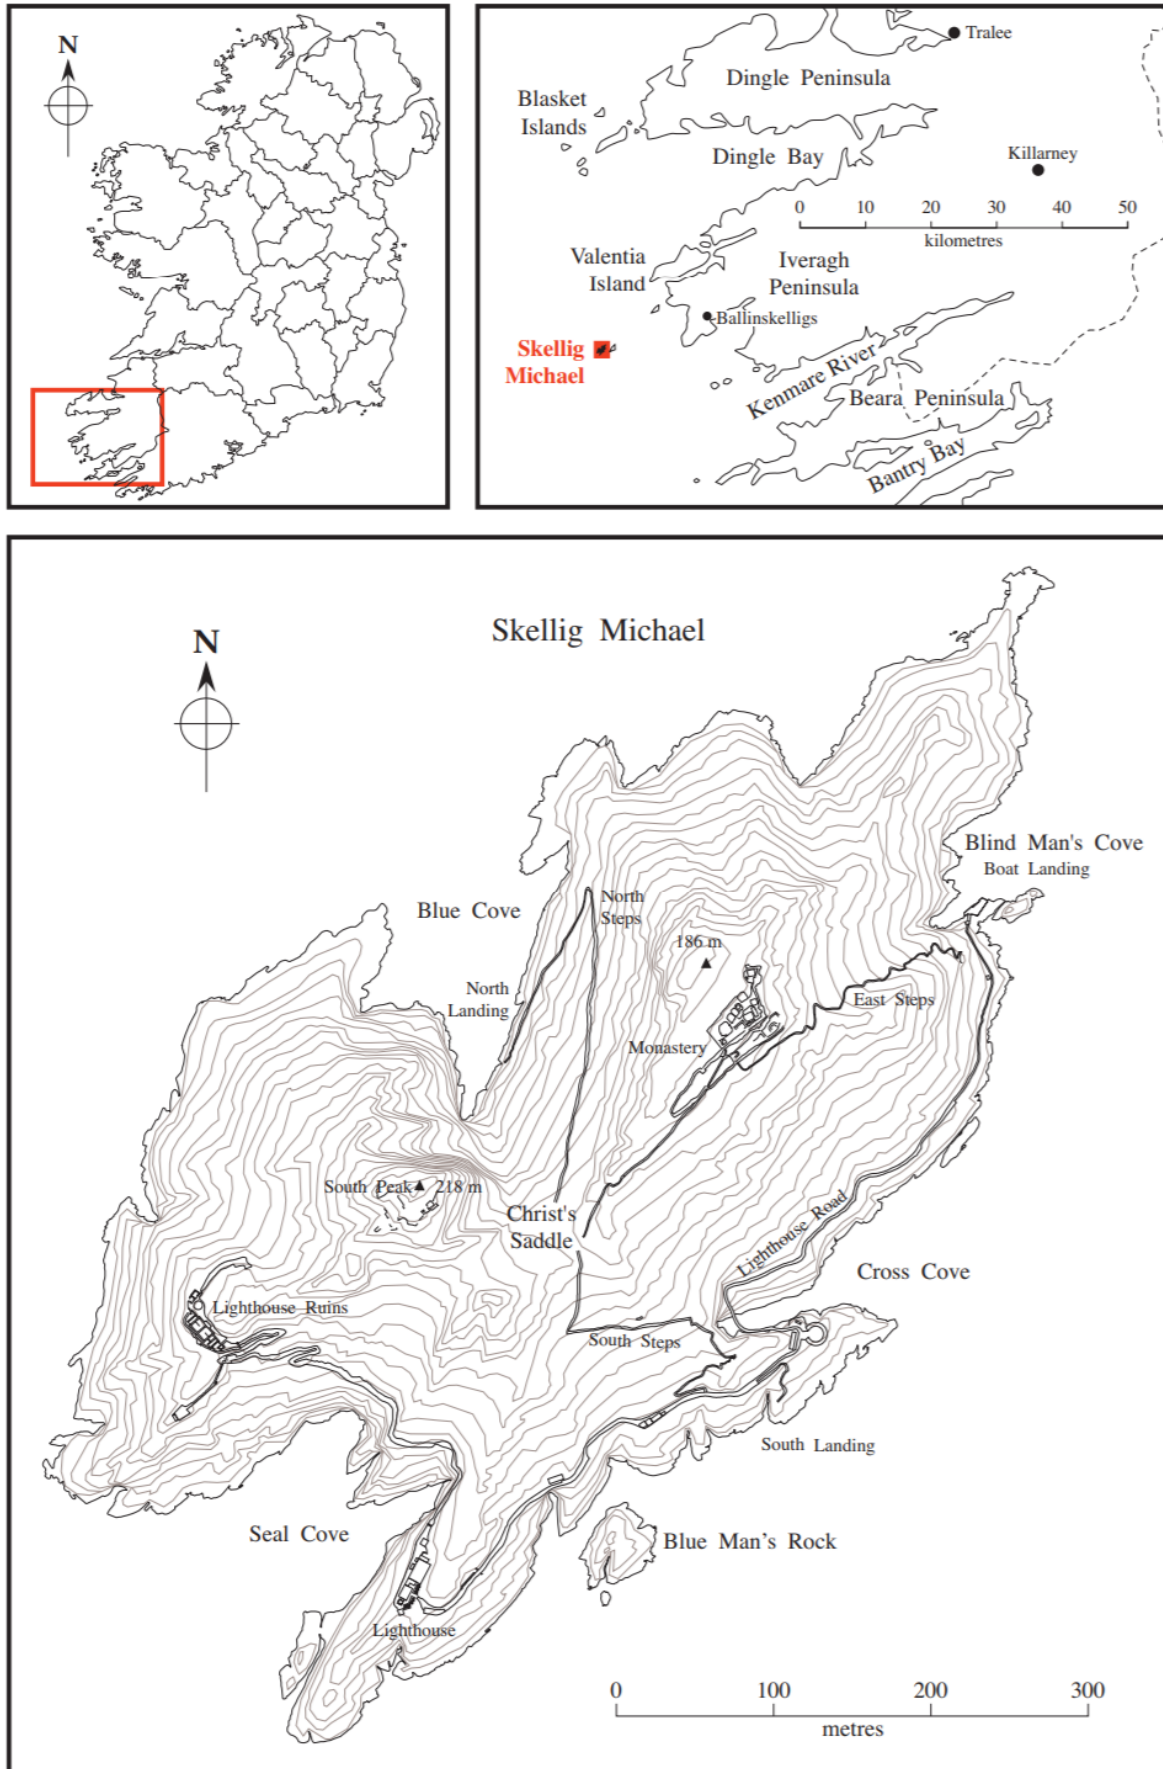 N
Tralee
Dingle Peninsula
Blasket
Islands
Dingle Bay
Killarney
0 10 20 30 40 50
kilometres
Valentia
Island
Iveragh
Peninsula
Ballinskelligs
Skellig
Michael
Kenmare River
Beara Peninsula
Bantry Bay
Skellig Michael
N
Blind Man's Cove
Boat Landing
Blue Cove
North
Steps
186 m
North
Landing
East Steps
Monastery
South Peak
218 m
Christ's
Saddle
Lighthouse Road
Cross Cove
Lighthouse Ruins
South Steps
South Landing
Seal Cove
Blue Man's Rock
Lighthouse
0 100 200 300
metres